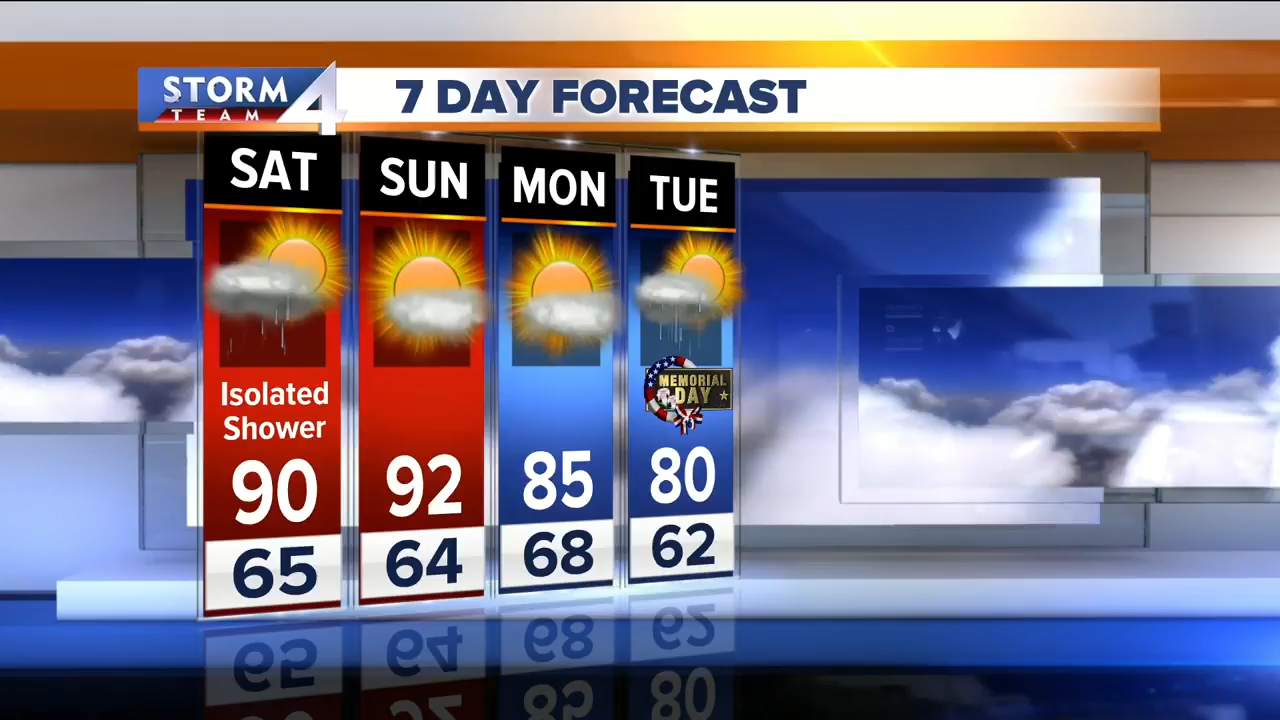 STORM
TEAM 4
7 DAY FORECAST
SAT
Isolated
Shower
90
65
SUN
92
64
MON
85
68
TUE
MEMORIAL
DAY
80
62